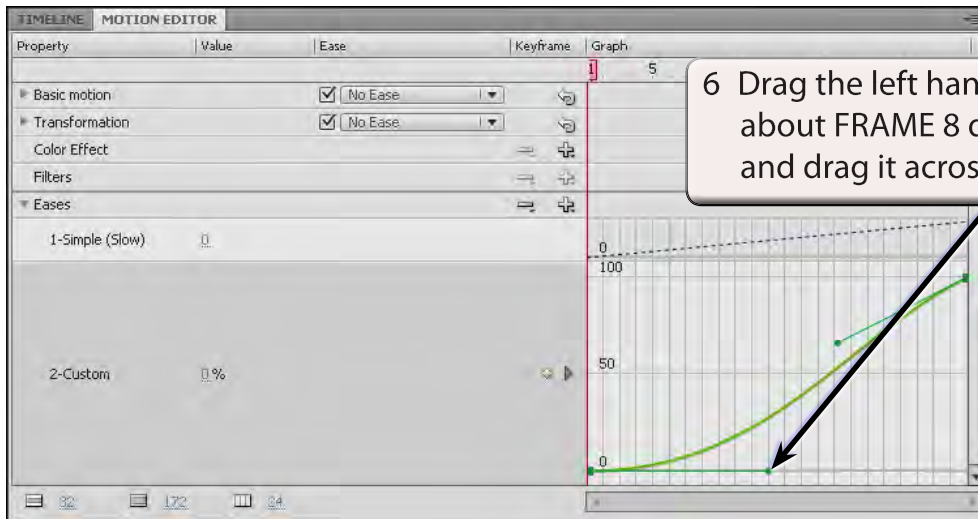 TIMELINE MOTION EDITOR
Property Value Ease Keyframe Graph
1 5
Basic motion No Ease
Transformation No Ease
Color Effect
Filters
Eases
1-Simple (Slow) 0
0
100
2-Custom 0 %
50
0
32 172 24
6 Drag the left han
about FRAME 8
and drag it acros